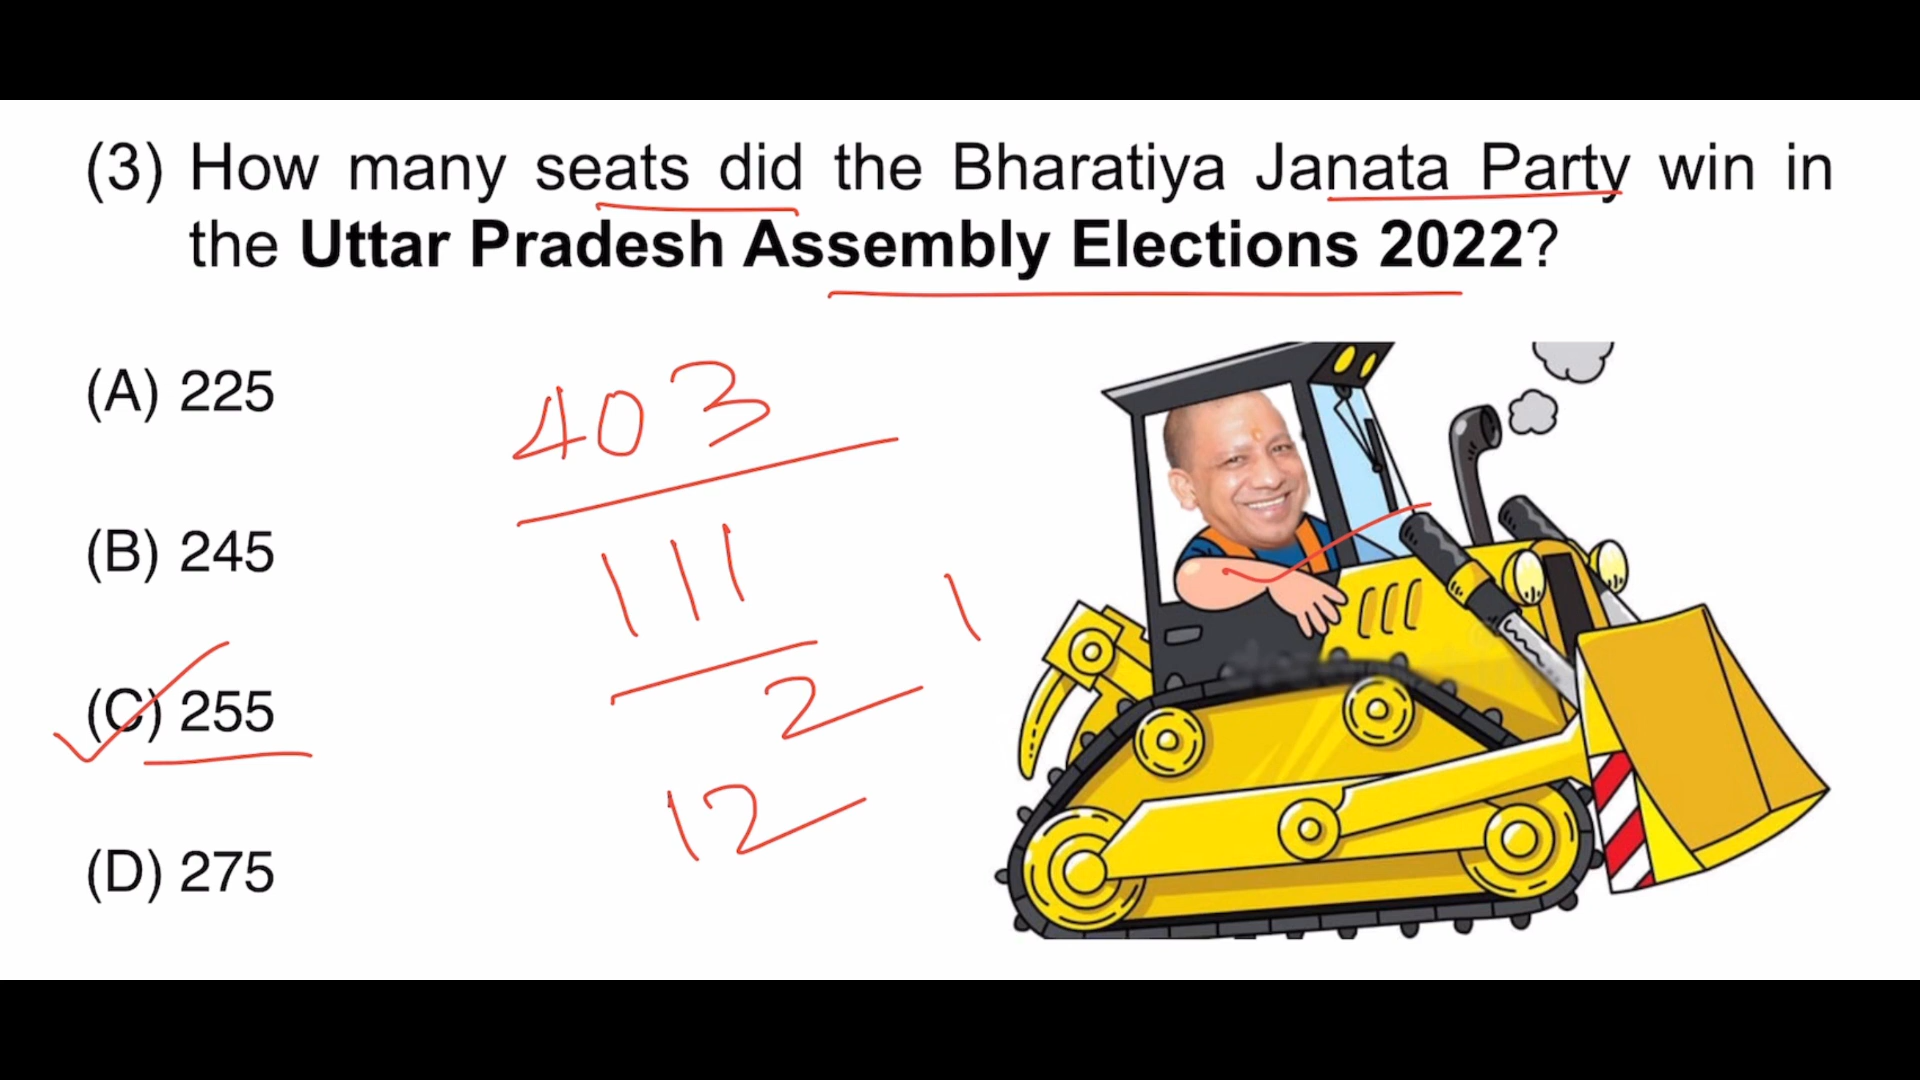 (3) How many seats did the Bharatiya Janata Party win in
the Uttar Pradesh Assembly Elections 2022?
(A) 225
403
(B) 245
111
1
(C) 255
2
12
(D) 275